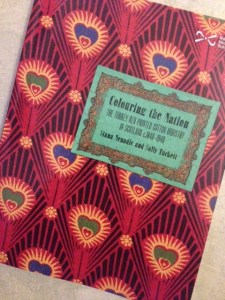 Colouring the Nation
THE TURKEY RED PRINTED COTTON INDUSTRY
IN SCOTLAND c.1840-1940
Stana Nenadic and Sally Tuckett